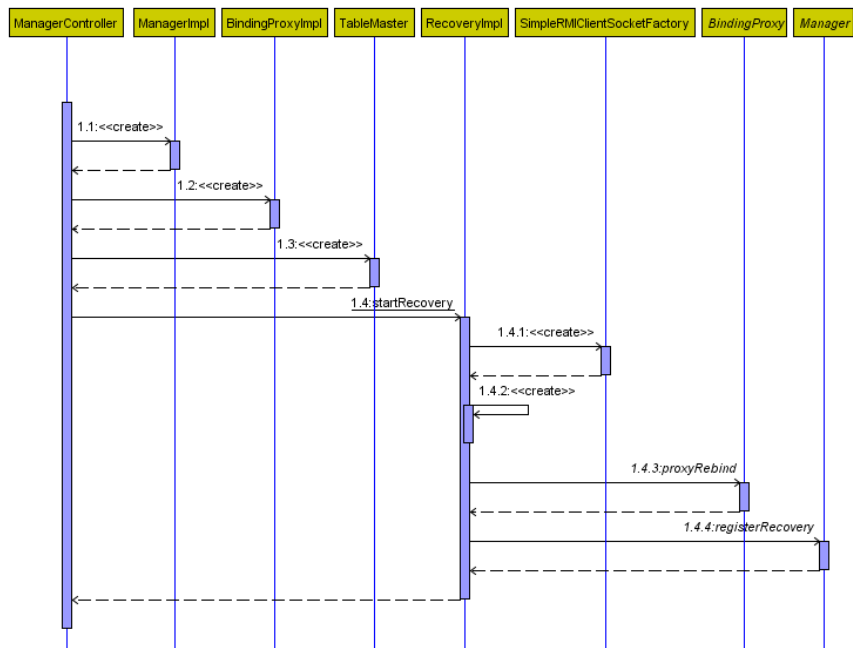 ManagerController ManagerImpl BindingProxyImpl TableMaster RecoveryImpl SimpleRMIClientSocketFactory BindingProxy Manager
1.1:<<create>>
1.2:<<create>>
1.3:<<create>>
1.4:startRecovery
1.4.1:<<create>>
1.4.2:<<create>>
1.4.3:proxyRebind
1.4.4:registerRecovery